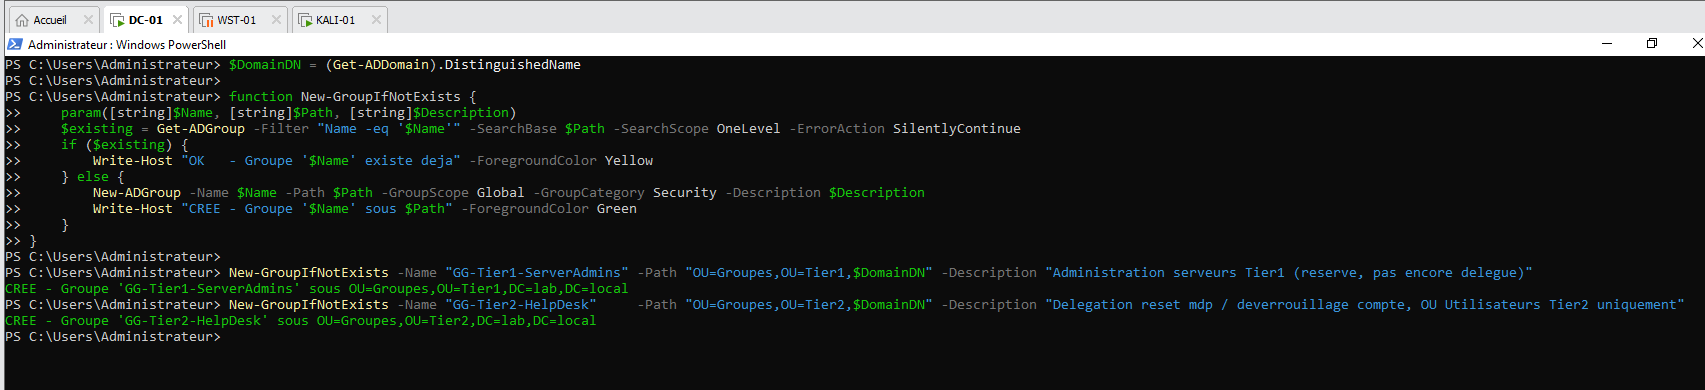 Accueil DC-01 WST-01 KALI-01
Administrateur : Windows PowerShell
PS C:\Users\Administrateur> $DomainDN = (Get-ADDomain).DistinguishedName
PS C:\Users\Administrateur>
PS C:\Users\Administrateur> function New-GroupIfNotExists {
>>     param([string]$Name, [string]$Path, [string]$Description)
>>     $existing = Get-ADGroup -Filter "Name -eq '$Name'" -SearchBase $Path -SearchScope OneLevel -ErrorAction SilentlyContinue
>>     if ($existing) {
>>         Write-Host "OK   - Groupe '$Name' existe deja" -ForegroundColor Yellow
>>     } else {
>>         New-ADGroup -Name $Name -Path $Path -GroupScope Global -GroupCategory Security -Description $Description
>>         Write-Host "CREE - Groupe '$Name' sous $Path" -ForegroundColor Green
>>     }
>> }
PS C:\Users\Administrateur>
PS C:\Users\Administrateur> New-GroupIfNotExists -Name "GG-Tier1-ServerAdmins" -Path "OU=Groupes,OU=Tier1,$DomainDN" -Description "Administration serveurs Tier1 (reserve, pas encore delegue)"
CREE - Groupe 'GG-Tier1-ServerAdmins' sous OU=Groupes,OU=Tier1,DC=lab,DC=local
PS C:\Users\Administrateur> New-GroupIfNotExists -Name "GG-Tier2-HelpDesk"     -Path "OU=Groupes,OU=Tier2,$DomainDN" -Description "Delegation reset mdp / deverrouillage compte, OU Utilisateurs Tier2 uniquement"
CREE - Groupe 'GG-Tier2-HelpDesk' sous OU=Groupes,OU=Tier2,DC=lab,DC=local
PS C:\Users\Administrateur>